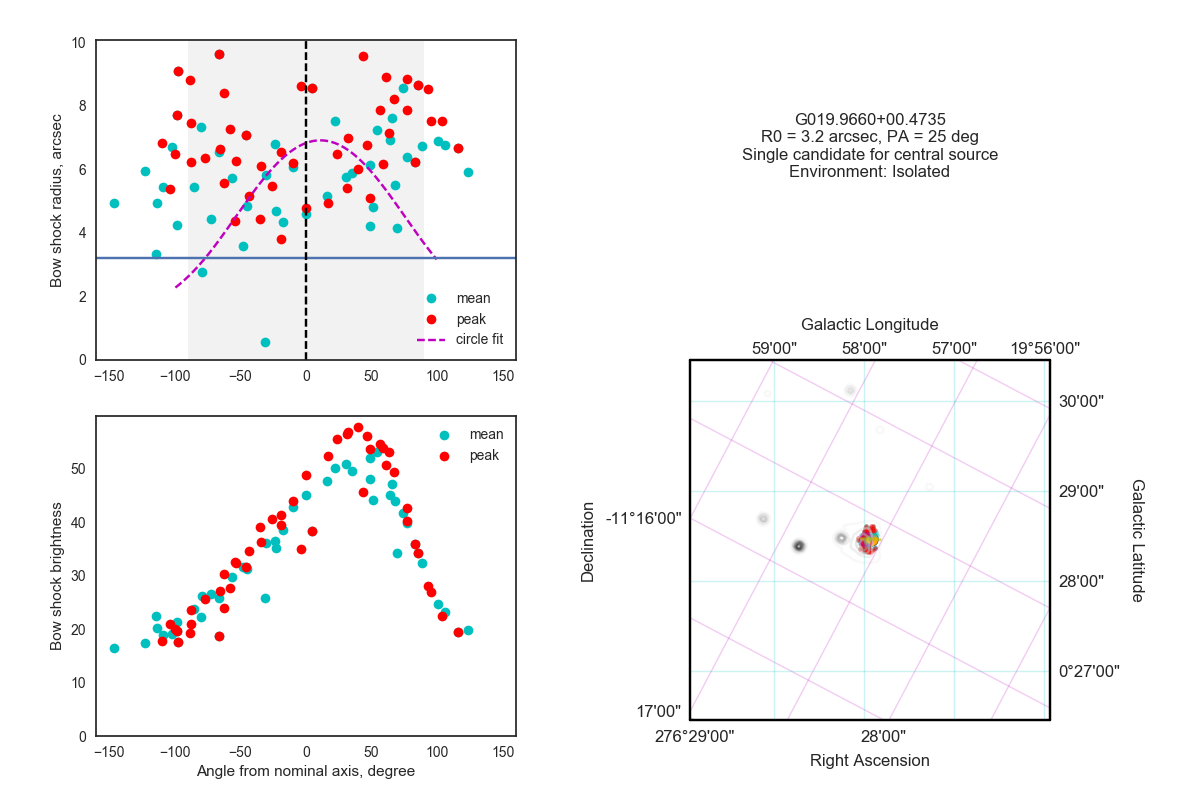 10
8
6
4
2
0
Bow shock radius, arcsec
mean
peak
circle fit
−150 −100 −50 0 50 100 150
G019.9660+00.4735
R0 = 3.2 arcsec, PA = 25 deg
Single candidate for central source
Environment: Isolated
50
40
30
20
10
0
Bow shock brightness
mean
peak
−150 −100 −50 0 50 100 150
Angle from nominal axis, degree
Galactic Longitude
59'00" 58'00" 57'00" 19°56'00"
30'00"
29'00"
28'00"
0°27'00"
Galactic Latitude
Declination
-11°16'00"
17'00"
276°29'00" 28'00"
Right Ascension